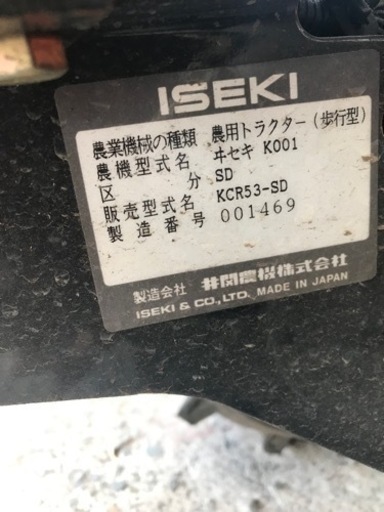 ISEKI
農業機械の種類 農用トラクター(歩行型)
農機型式名 ヰセキ K001
区分 SD
販売型式名 KCR53-SD
製造番号 001469
製造会社 井関農機株式会社
ISEKI & CO., LTD. MADE IN JAPAN